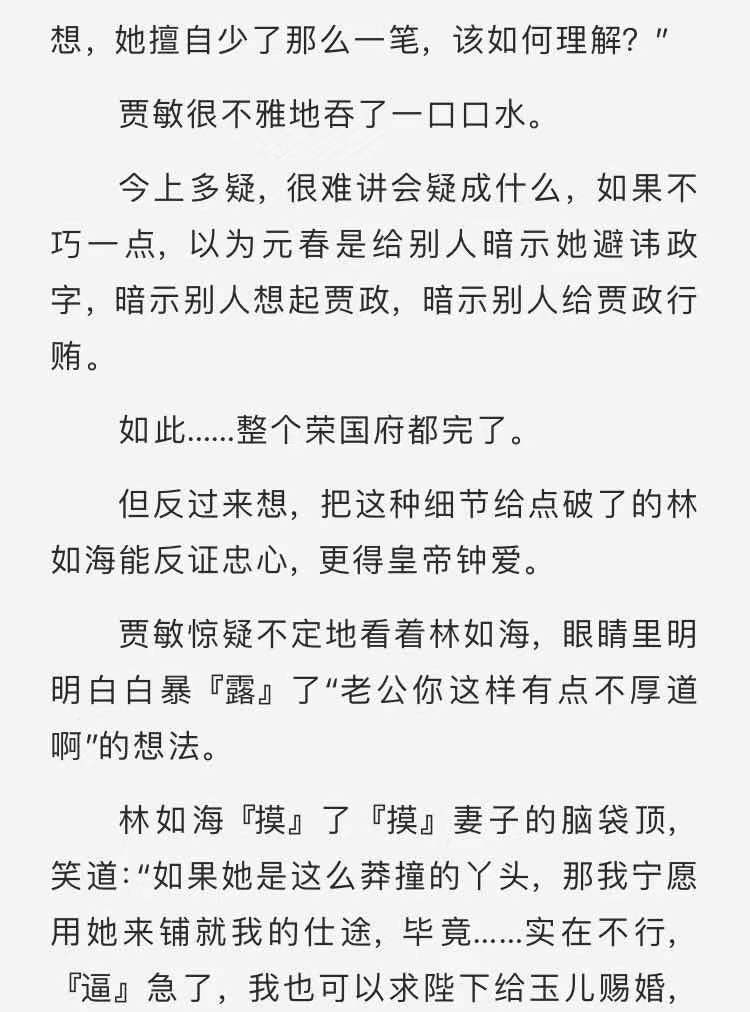 想，她擅自少了那么一笔，该如何理解？”
贾敏很不雅地吞了一口口水。
今上多疑，很难讲会疑成什么，如果不
巧一点，以为元春是给别人暗示她避讳政
字，暗示别人想起贾政，暗示别人给贾政行
贿。
如此……整个荣国府都完了。
但反过来想，把这种细节给点破了的林
如海能反证忠心，更得皇帝钟爱。
贾敏惊疑不定地看着林如海，眼睛里明
明白白暴『露』了“老公你这样有点不厚道
啊”的想法。
林如海『摸』了『摸』妻子的脑袋顶，
笑道：“如果她是这么莽撞的丫头，那我宁愿
用她来铺就我的仕途，毕竟……实在不行，
『逼』急了，我也可以求陛下给玉儿赐婚，